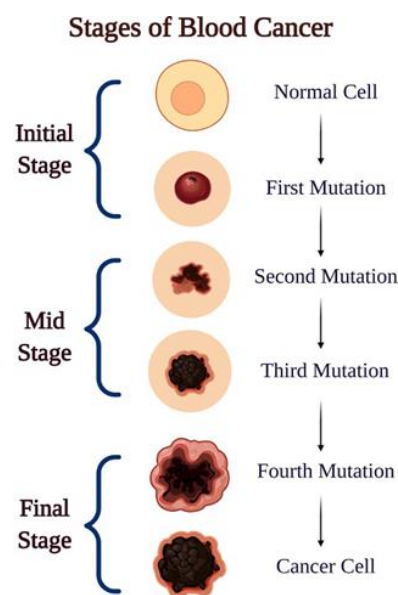 Stages of Blood Cancer
Initial
Stage
Normal Cell
First Mutation
Mid
Stage
Second Mutation
Third Mutation
Final
Stage
Fourth Mutation
Cancer Cell